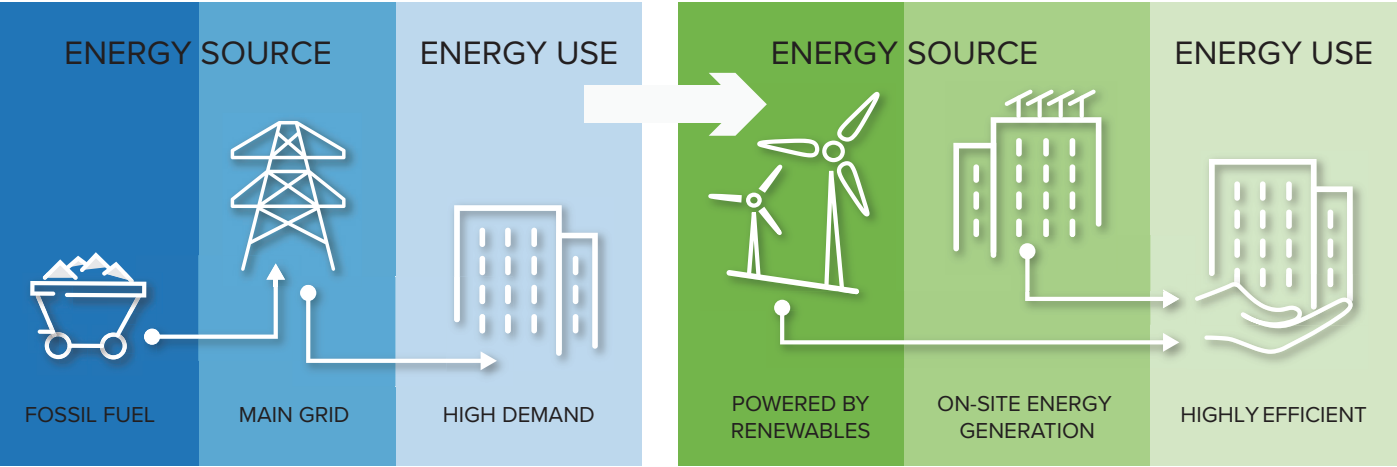 ENERGY SOURCE
ENERGY USE
FOSSIL FUEL
MAIN GRID
HIGH DEMAND
ENERGY SOURCE
ENERGY USE
POWERED BY
RENEWABLES
ON-SITE ENERGY
GENERATION
HIGHLY EFFICIENT